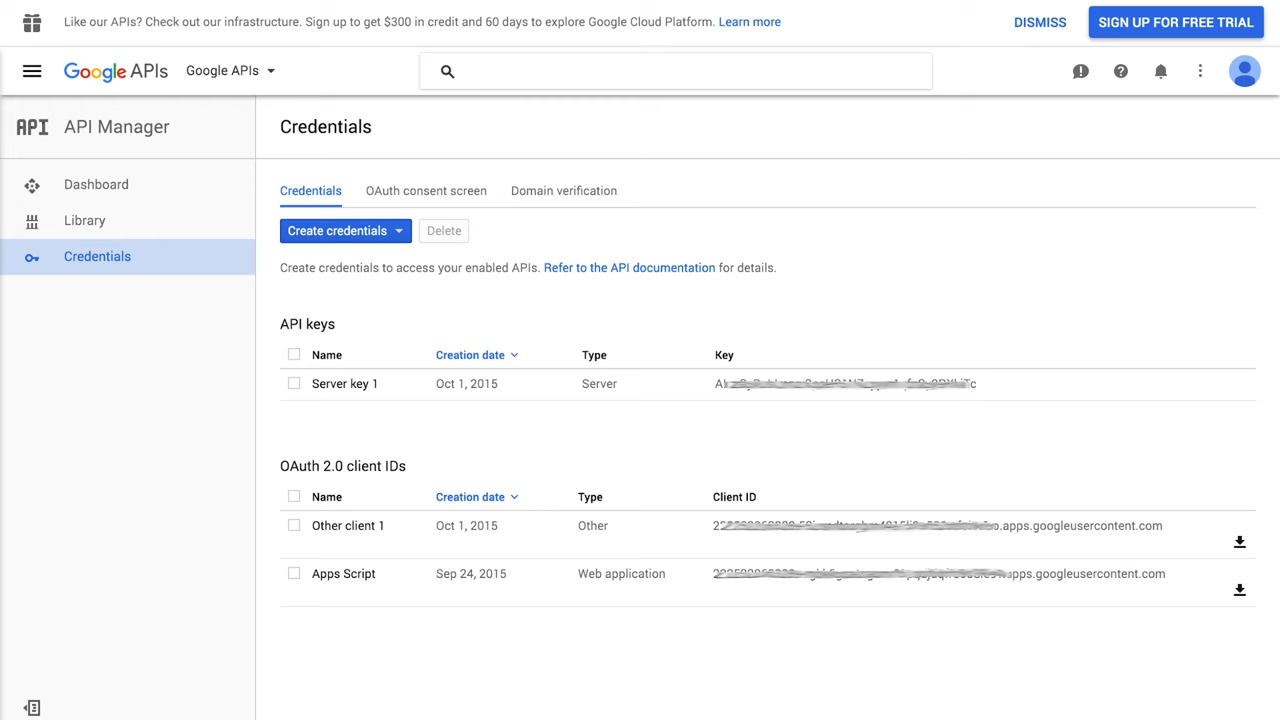 Like our APIs? Check out our infrastructure. Sign up to get $300 in credit and 60 days to explore Google Cloud Platform. Learn more
DISMISS
SIGN UP FOR FREE TRIAL
Google APIs
Google APIs
API
API Manager
Credentials
Dashboard
Library
Credentials
Credentials
OAuth consent screen
Domain verification
Create credentials
Delete
Create credentials to access your enabled APIs. Refer to the API documentation for details.
API keys
Name Creation date Type Key
Server key 1 Oct 1, 2015 Server
OAuth 2.0 client IDs
Name Creation date Type Client ID
Other client 1 Oct 1, 2015 Other .apps.googleusercontent.com
Apps Script Sep 24, 2015 Web application apps.googleusercontent.com